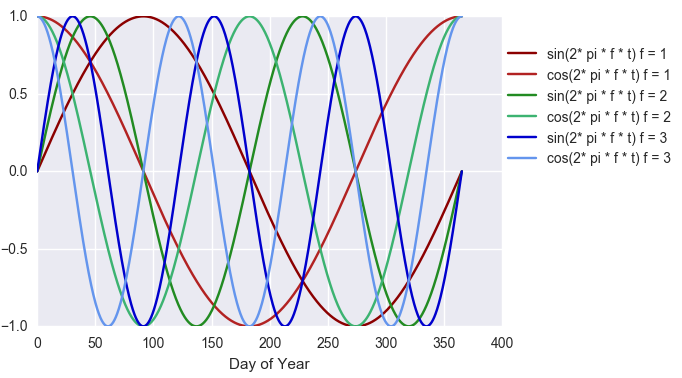 1.0
0.5
0.0
−0.5
−1.0
0 50 100 150 200 250 300 350 400
Day of Year
sin(2* pi * f * t) f = 1
cos(2* pi * f * t) f = 1
sin(2* pi * f * t) f = 2
cos(2* pi * f * t) f = 2
sin(2* pi * f * t) f = 3
cos(2* pi * f * t) f = 3